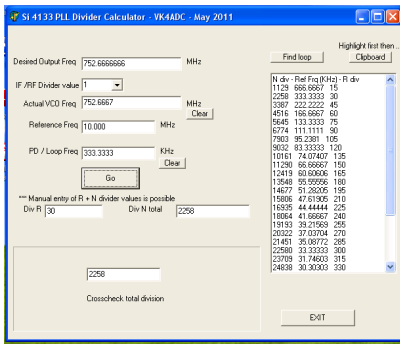 Si 4133 PLL Divider Calculator - VK4ADC - May 2011
Highlight first then ..
Find loop Clipboard
Desired Output Freq 752.6666666 MHz
IF /RF Divider value 1
Actual VCO Freq 752.6667 MHz
Clear
Reference Freq 10.000 MHz
PD / Loop Freq 333.3333 KHz
Clear
Go
*** Manual entry of R + N divider values is possible
Div R 30 Div N total 2258
2258
Crosscheck total division
N div - Ref Frq (KHz) - R div
1129 666.6667 15
2258 333.3333 30
3387 222.2222 45
4516 166.6667 60
5645 133.3333 75
6774 111.1111 90
7903 95.2381 105
9032 83.33333 120
10161 74.07407 135
11290 66.66667 150
12419 60.60606 165
13548 55.55556 180
14677 51.28205 195
15806 47.61905 210
16935 44.44444 225
18064 41.66667 240
19193 39.21569 255
20322 37.03704 270
21451 35.08772 285
22580 33.33333 300
23709 31.74603 315
24838 30.30303 330
EXIT